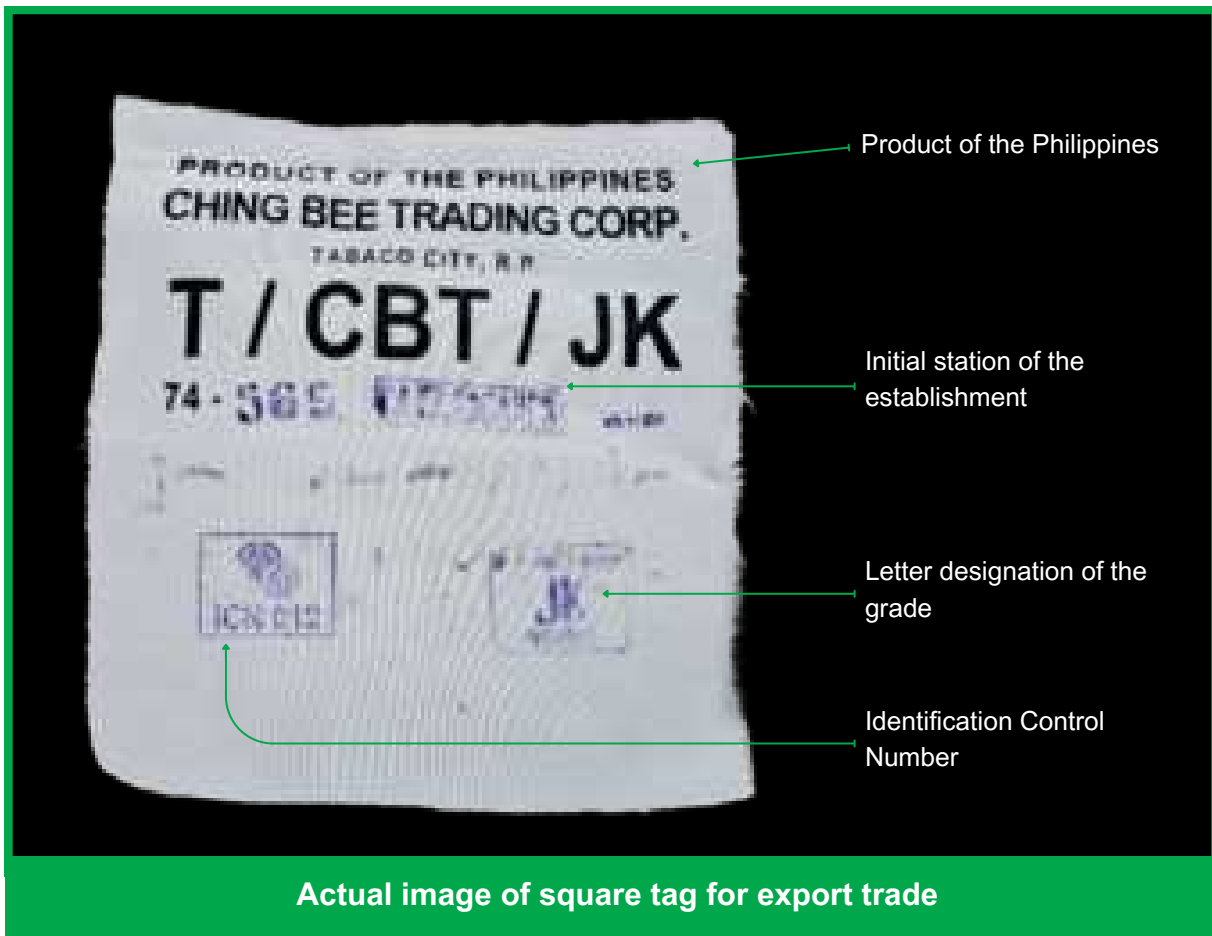 PRODUCT OF THE PHILIPPINES
CHING BEE TRADING CORP.
TABACO CITY, R.P.
T / CBT / JK
74 -
JK
Product of the Philippines
Initial station of the
establishment
Letter designation of the
grade
Identification Control
Number
Actual image of square tag for export trade